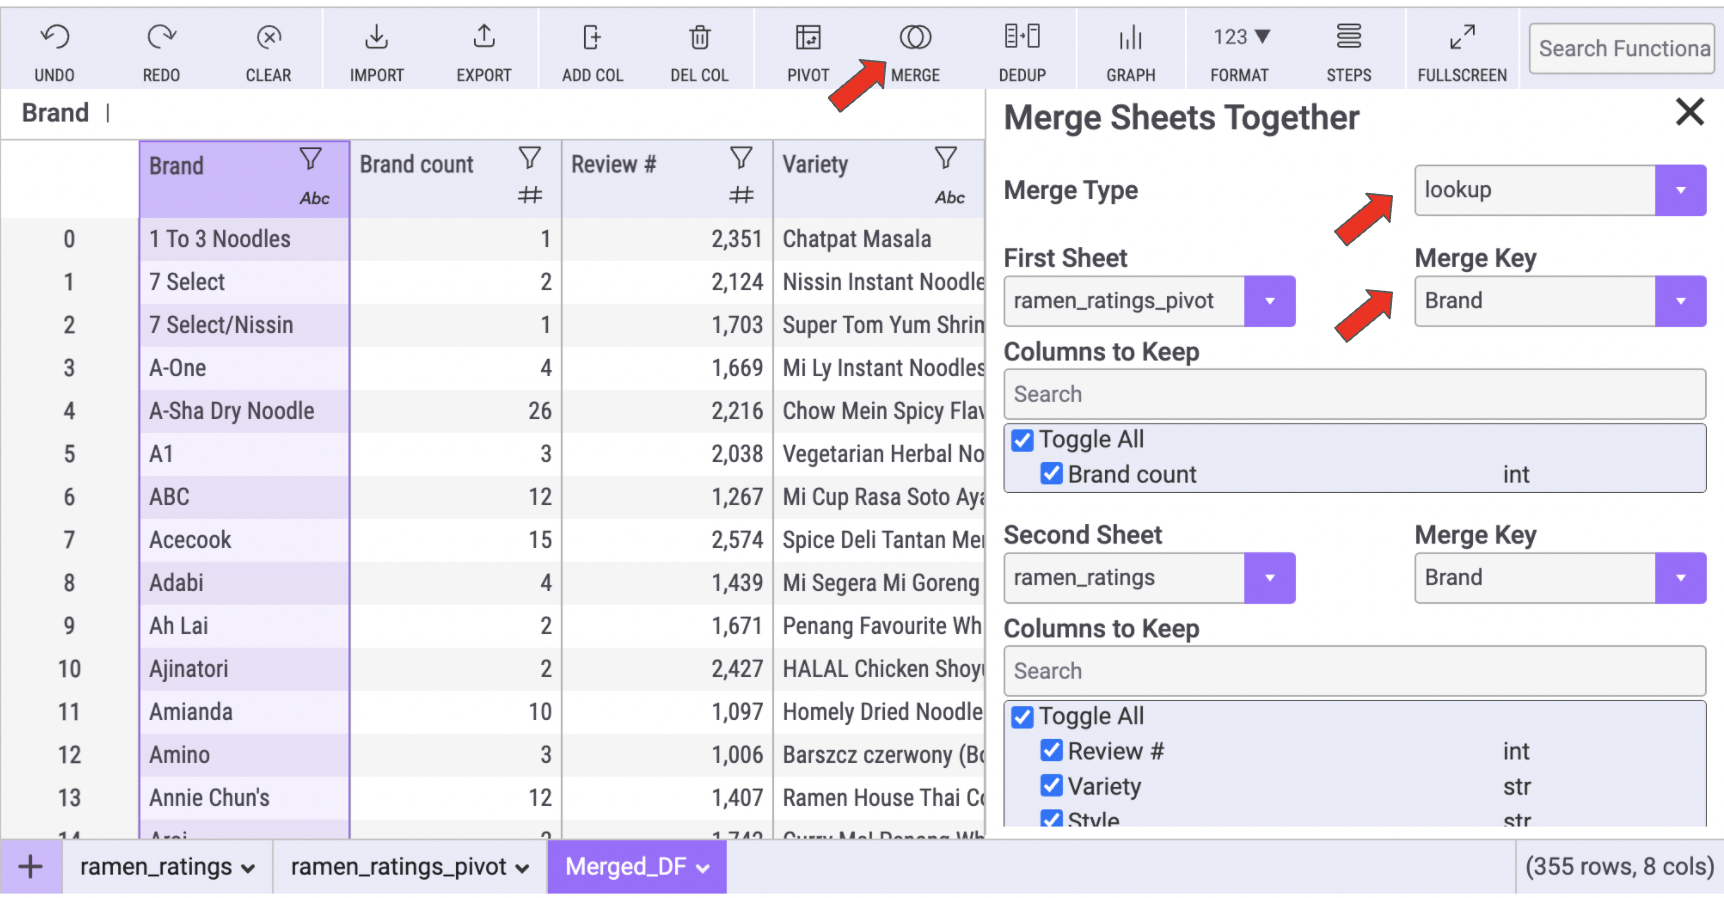 UNDO REDO CLEAR IMPORT EXPORT ADD COL DEL COL PIVOT MERGE DEDUP GRAPH 123 ▼ FORMAT STEPS FULLSCREEN Search Functiona
Brand
Brand Abc Brand count Review # Variety Abc
0 1 To 3 Noodles 1 2,351 Chatpat Masala
1 7 Select 2 2,124 Nissin Instant Noodle
2 7 Select/Nissin 1 1,703 Super Tom Yum Shrim
3 A-One 4 1,669 Mi Ly Instant Noodles
4 A-Sha Dry Noodle 26 2,216 Chow Mein Spicy Flav
5 A1 3 2,038 Vegetarian Herbal No
6 ABC 12 1,267 Mi Cup Rasa Soto Aya
7 Acecook 15 2,574 Spice Deli Tantan Me
8 Adabi 4 1,439 Mi Segera Mi Goreng
9 Ah Lai 2 1,671 Penang Favourite Wh
10 Ajinatori 2 2,427 HALAL Chicken Shoy
11 Amianda 10 1,097 Homely Dried Noodle
12 Amino 3 1,006 Barszcz czerwony (B
13 Annie Chun's 12 1,407 Ramen House Thai C
14
Merge Sheets Together
Merge Type lookup
First Sheet Merge Key
ramen_ratings_pivot Brand
Columns to Keep
Search
Toggle All
Brand count int
Second Sheet Merge Key
ramen_ratings Brand
Columns to Keep
Search
Toggle All
Review # int
Variety str
Style str
+ ramen_ratings ramen_ratings_pivot Merged_DF (355 rows, 8 cols)